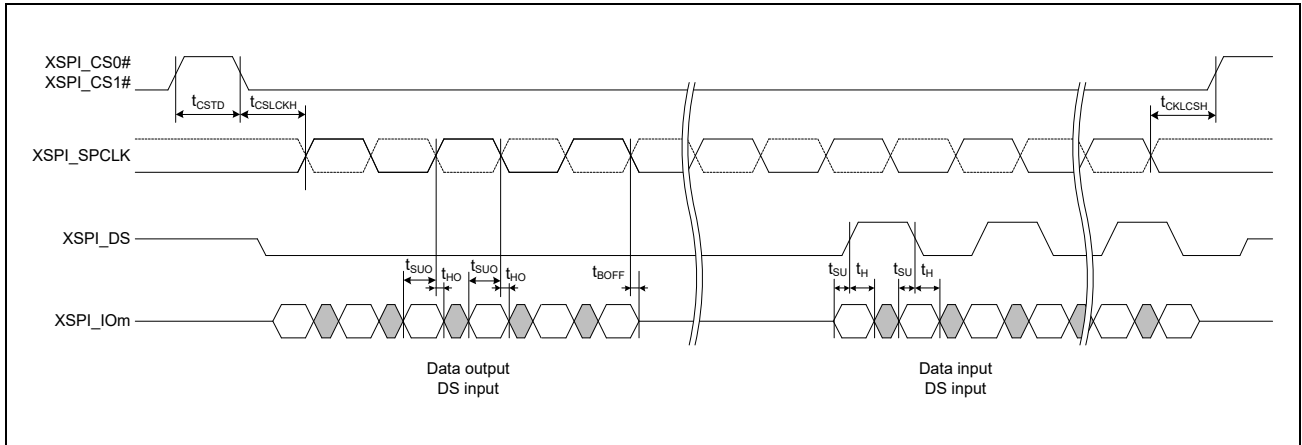 XSPI_CS0#
XSPI_CS1#
tCSTD
tCSLCKH
tCKLCSH
XSPI_SPCLK
XSPI_DS
tSUO
tHO
tSUO
tHO
tBOFF
tSU
tH
tSU
tH
XSPI_IOm
Data output
DS input
Data input
DS input